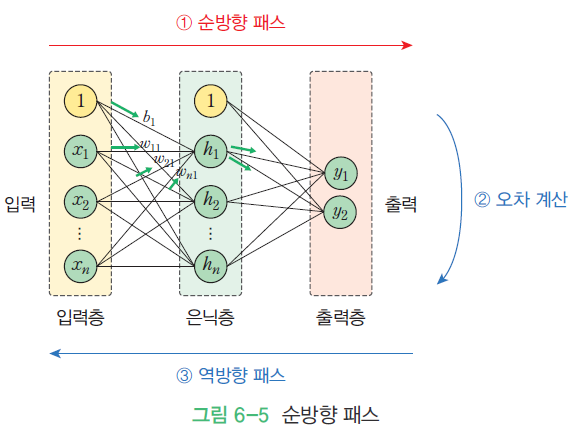 ① 순방향 패스
1
1
b₁
x₁
w₁₁
h₁
w₂₁
wₙ₁
y₁
입력
x₂
h₂
y₂
출력
② 오차 계산
⋮
⋮
xₙ
hₙ
입력층
은닉층
출력층
③ 역방향 패스
그림 6-5 순방향 패스